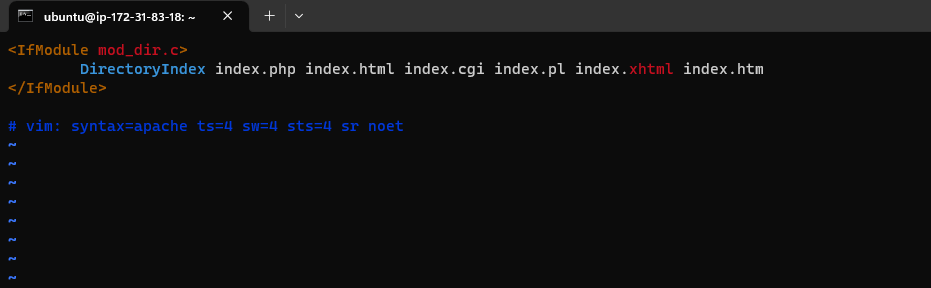 ubuntu@ip-172-31-83-18: ~
<IfModule mod_dir.c>
        DirectoryIndex index.php index.html index.cgi index.pl index.xhtml index.htm
</IfModule>
# vim: syntax=apache ts=4 sw=4 sts=4 sr noet
~
~
~
~
~
~
~
~